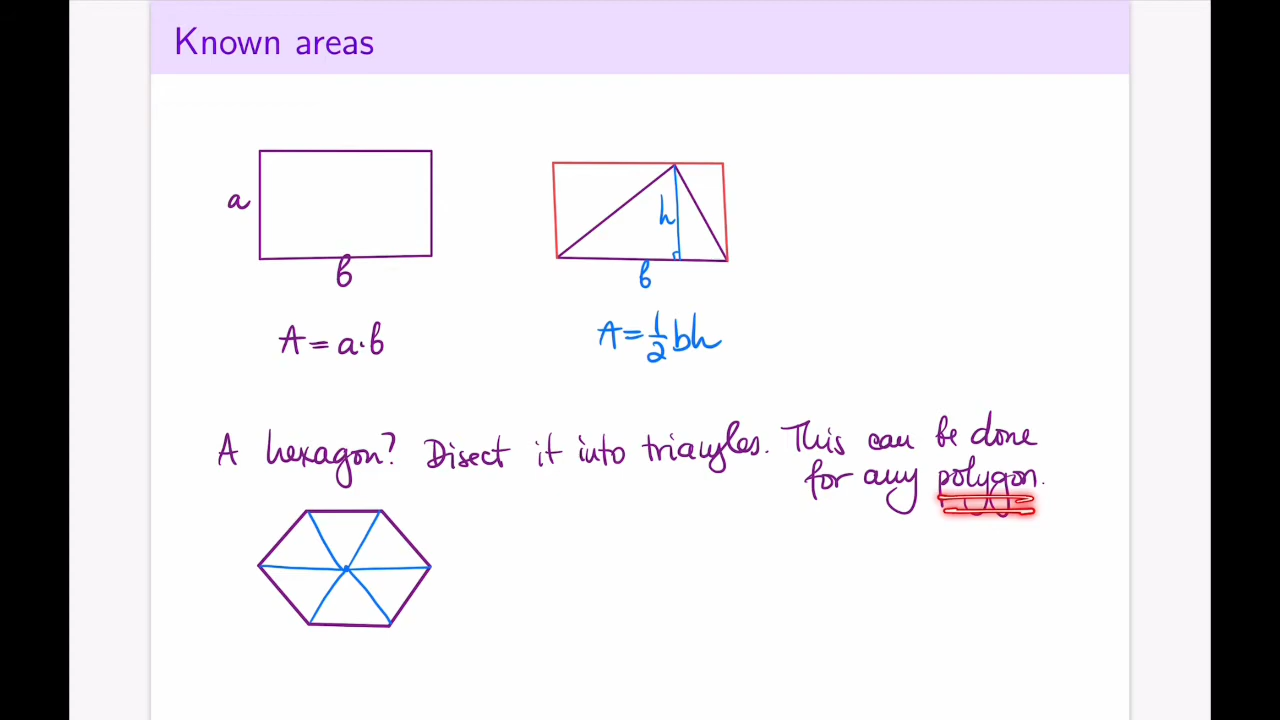 Known areas
a
b
A = a·b
h
b
A = 1/2 bh
A hexagon? Disect it into triangles. This can be done
for any polygon.